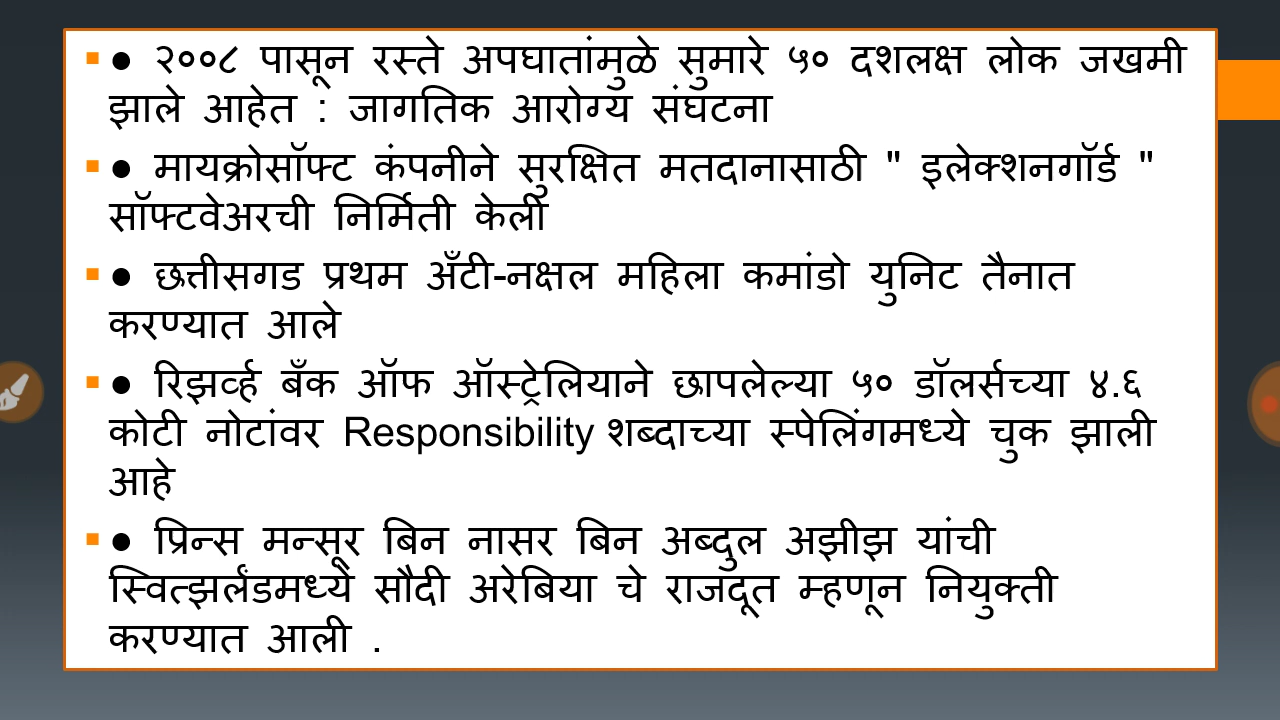 ● २००८ पासून रस्ते अपघातांमुळे सुमारे ५० दशलक्ष लोक जखमी
झाले आहेत : जागतिक आरोग्य संघटना
● मायक्रोसॉफ्ट कंपनीने सुरक्षित मतदानासाठी " इलेक्शनगॉर्ड "
सॉफ्टवेअरची निर्मिती केली
● छत्तीसगड प्रथम अँटी-नक्षल महिला कमांडो युनिट तैनात
करण्यात आले
● रिझर्व्ह बँक ऑफ ऑस्ट्रेलियाने छापलेल्या ५० डॉलर्सच्या ४.६
कोटी नोटांवर Responsibility शब्दाच्या स्पेलिंगमध्ये चुक झाली
आहे
● प्रिन्स मन्सूर बिन नासर बिन अब्दुल अझीझ यांची
स्वित्झर्लंडमध्ये सौदी अरेबिया चे राजदूत म्हणून नियुक्ती
करण्यात आली .